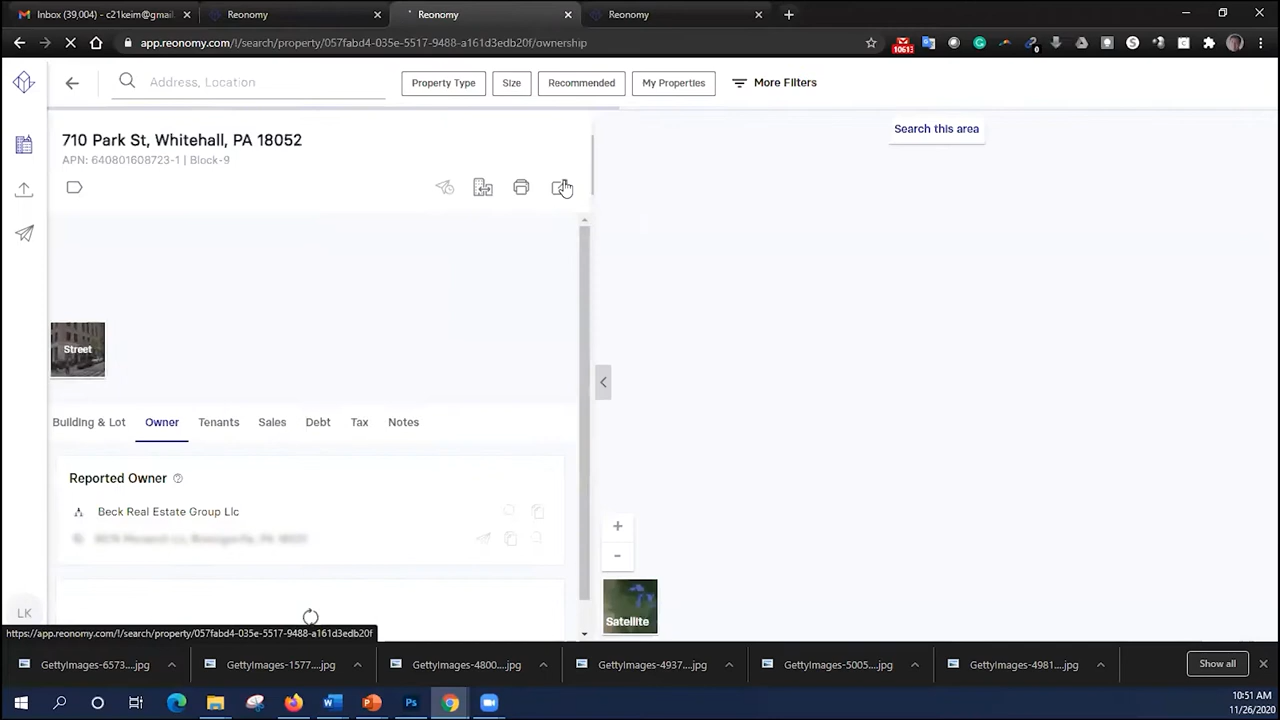 Inbox (39,004) - c21keim@gmail.
Reonomy
Reonomy
Reonomy
app.reonomy.com/!/search/property/057fabd4-035e-5517-9488-a161d3edb20f/ownership
10613
Address, Location
Property Type
Size
Recommended
My Properties
More Filters
710 Park St, Whitehall, PA 18052
APN: 640801608723-1 | Block-9
Search this area
Street
Building & Lot
Owner
Tenants
Sales
Debt
Tax
Notes
Reported Owner
Beck Real Estate Group Llc
+
-
Satellite
LK
https://app.reonomy.com/!/search/property/057fabd4-035e-5517-9488-a161d3edb20f
GettyImages-6573....jpg
GettyImages-1577....jpg
GettyImages-4800....jpg
GettyImages-4937....jpg
GettyImages-5005....jpg
GettyImages-4981....jpg
Show all
10:51 AM
11/26/2020